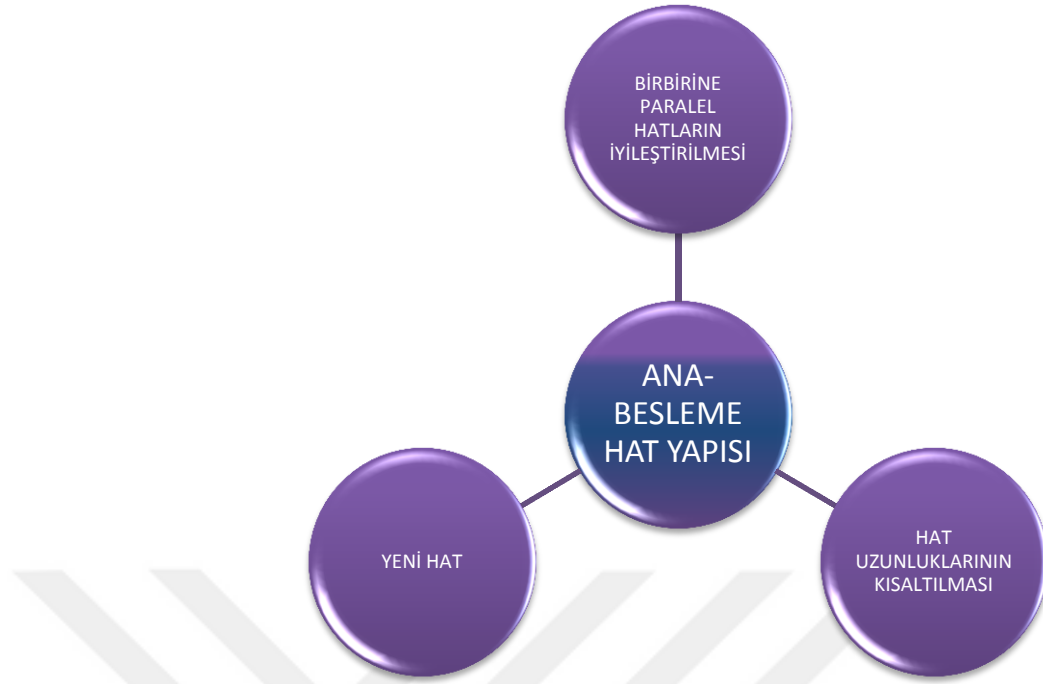 BİRBİRİNE
PARALEL
HATLARIN
İYİLEŞTİRİLMESİ
ANA-
BESLEME
HAT YAPISI
YENİ HAT
HAT
UZUNLUKLARININ
KISALTILMASI